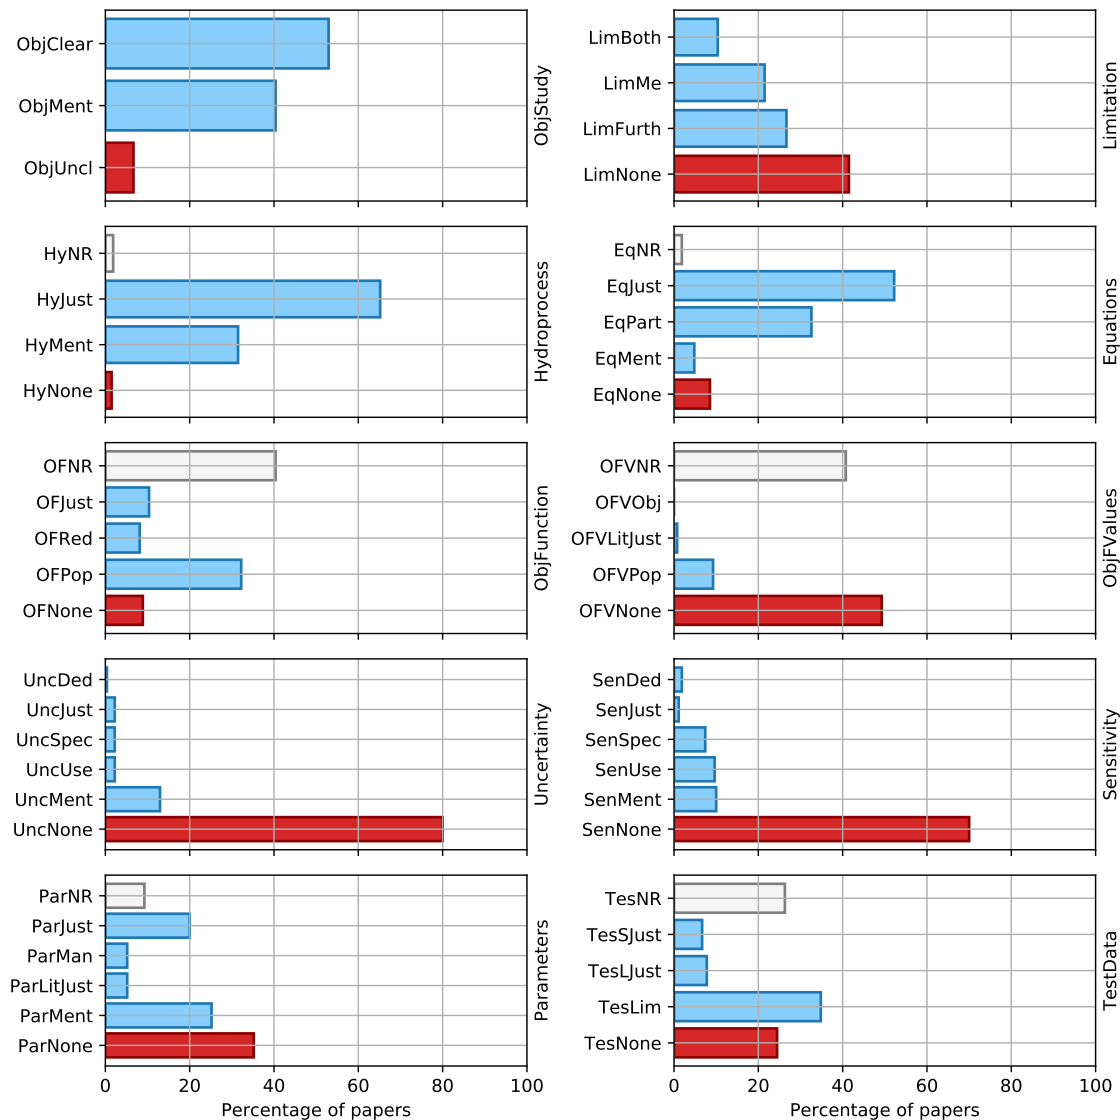 ObjClear
ObjMent
ObjUncl
ObjStudy
LimBoth
LimMe
LimFurth
LimNone
Limitation
HyNR
HyJust
HyMent
HyNone
Hydroprocess
EqNR
EqJust
EqPart
EqMent
EqNone
Equations
OFNR
OFJust
OFRed
OFPop
OFNone
ObjFunction
OFVNR
OFVObj
OFVLitJust
OFVPop
OFVNone
ObjFValues
UncDed
UncJust
UncSpec
UncUse
UncMent
UncNone
Uncertainty
SenDed
SenJust
SenSpec
SenUse
SenMent
SenNone
Sensitivity
ParNR
ParJust
ParMan
ParLitJust
ParMent
ParNone
Parameters
0 20 40 60 80 100
Percentage of papers
TesNR
TesSJust
TesLJust
TesLim
TesNone
TestData
0 20 40 60 80 100
Percentage of papers